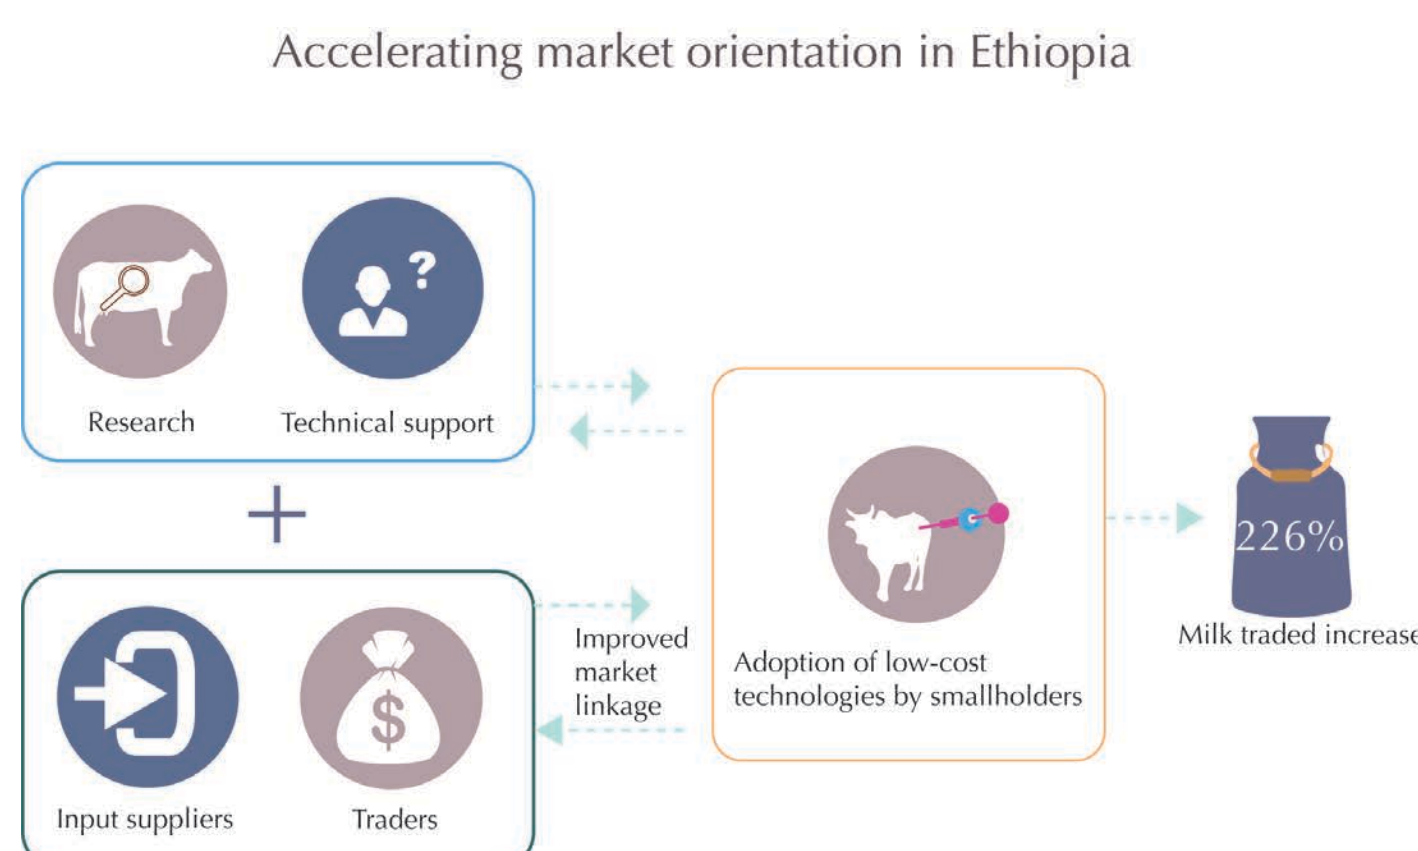 Accelerating market orientation in Ethiopia
?
Research
Technical support
Improved
market
linkage
$
Input suppliers
Traders
Adoption of low-cost
technologies by smallholders
226%
Milk traded increase